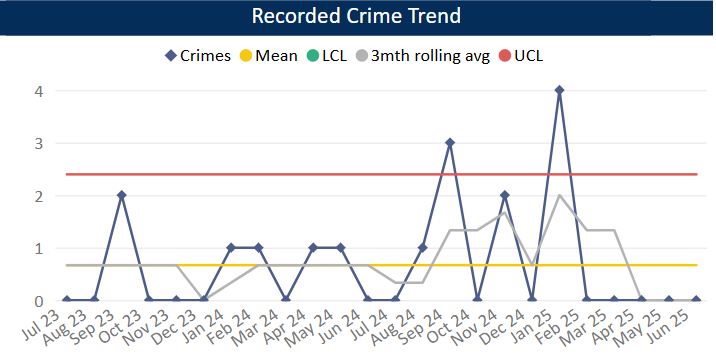 Recorded Crime Trend
Crimes Mean LCL 3mth rolling avg UCL
4
3
2
1
0
Jul 23 Aug 23 Sep 23 Oct 23 Nov 23 Dec 23 Jan 24 Feb 24 Mar 24 Apr 24 May 24 Jun 24 Jul 24 Aug 24 Sep 24 Oct 24 Nov 24 Dec 24 Jan 25 Feb 25 Mar 25 Apr 25 May 25 Jun 25